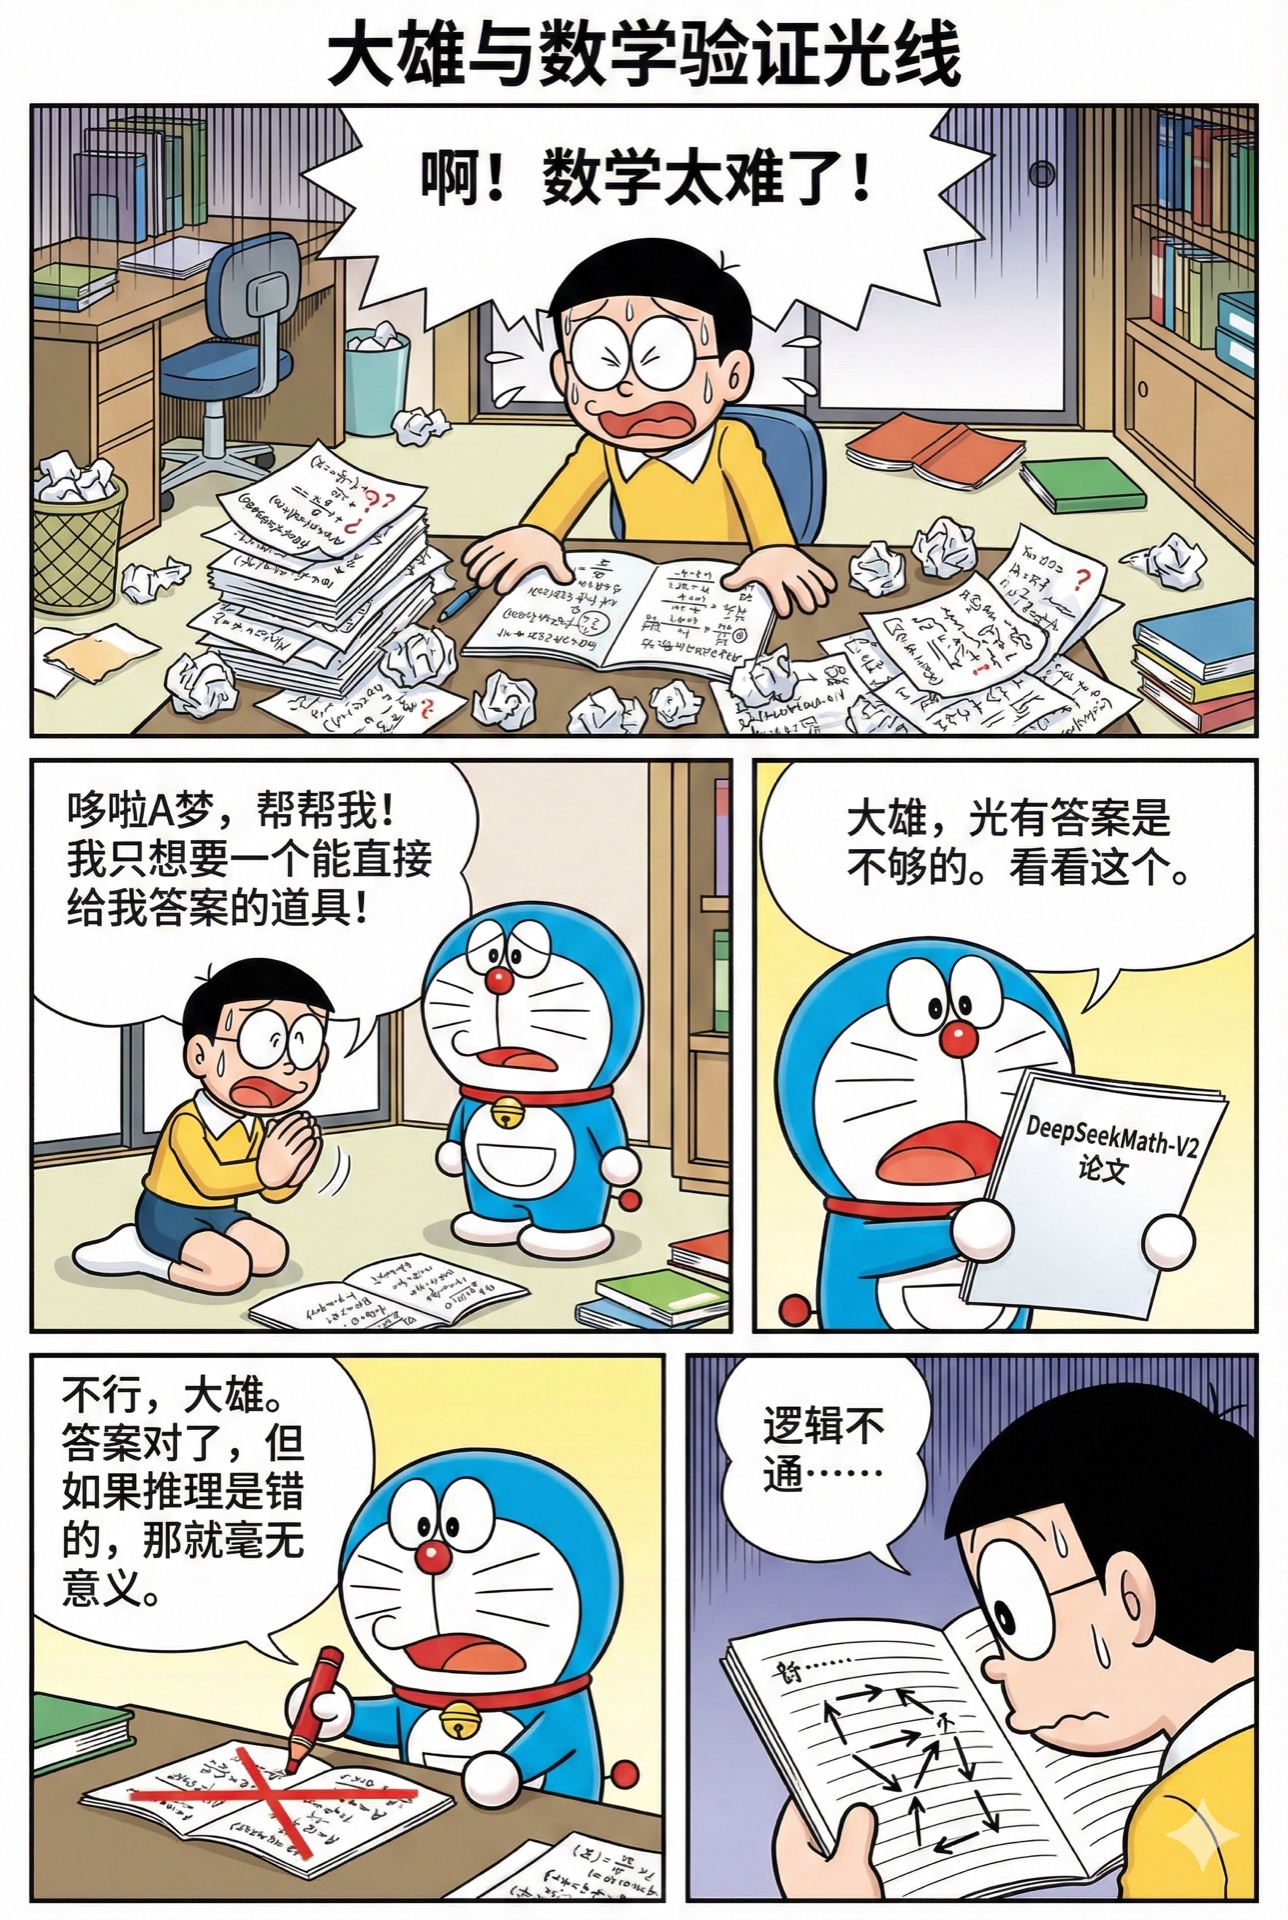 大雄与数学验证光线
啊！数学太难了！
哆啦A梦，帮帮我！
我只想要一个能直接
给我答案的道具！
大雄，光有答案是
不够的。看看这个。
DeepSeekMath-V2
论文
不行，大雄。
答案对了，但
如果推理是错
的，那就毫无
意义。
逻辑不
通……